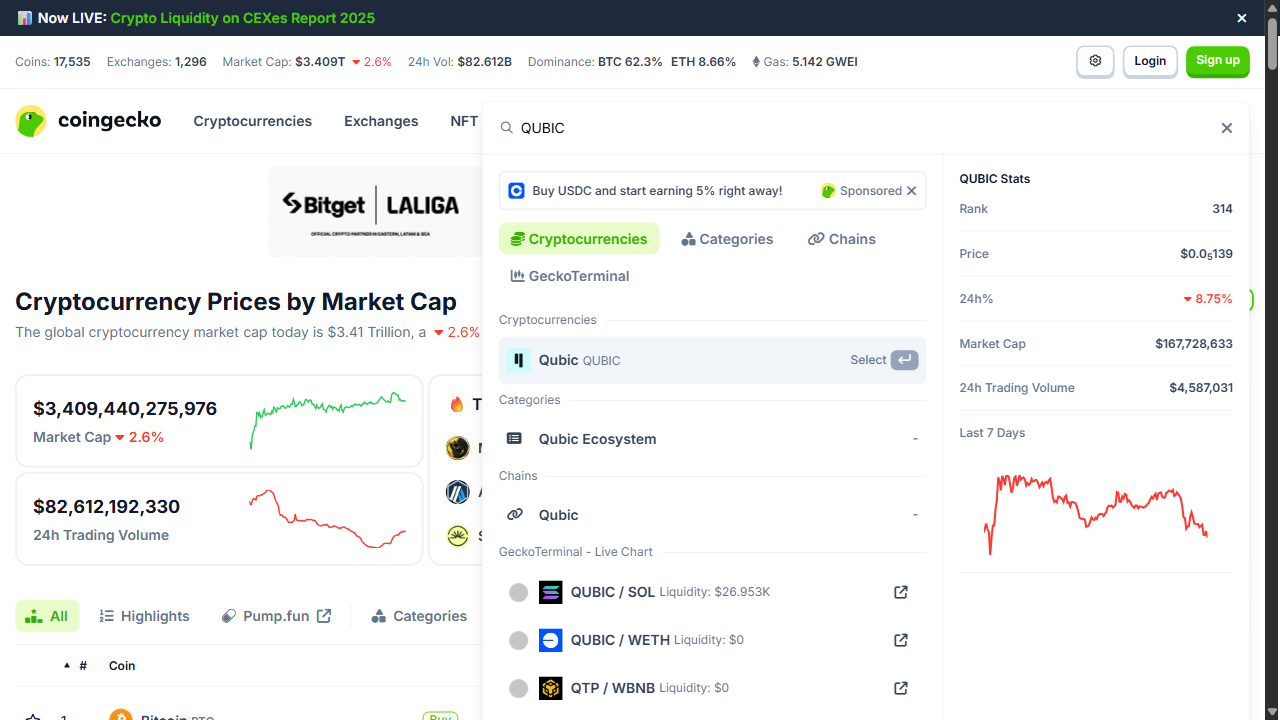 Now LIVE: Crypto Liquidity on CEXes Report 2025
Coins: 17,535 Exchanges: 1,296 Market Cap: $3.409T 2.6% 24h Vol: $82.612B Dominance: BTC 62.3% ETH 8.66% Gas: 5.142 GWEI
Login
Sign up
coingecko
Cryptocurrencies
Exchanges
NFT
QUBIC
Bitget LALIGA
OFFICIAL CRYPTO PARTNER IN EASTERN, LATAM & SEA
Cryptocurrency Prices by Market Cap
The global cryptocurrency market cap today is $3.41 Trillion, a 2.6%
$3,409,440,275,976
Market Cap 2.6%
$82,612,192,330
24h Trading Volume
All
Highlights
Pump.fun
Categories
# Coin
1 Bitcoin BTC Buy
Buy USDC and start earning 5% right away! Sponsored
Cryptocurrencies
Categories
Chains
GeckoTerminal
Cryptocurrencies
Qubic QUBIC Select
Categories
Qubic Ecosystem -
Chains
Qubic -
GeckoTerminal - Live Chart
QUBIC / SOL Liquidity: $26.953K
QUBIC / WETH Liquidity: $0
QTP / WBNB Liquidity: $0
QUBIC Stats
Rank 314
Price $0.0₅139
24h% 8.75%
Market Cap $167,728,633
24h Trading Volume $4,587,031
Last 7 Days